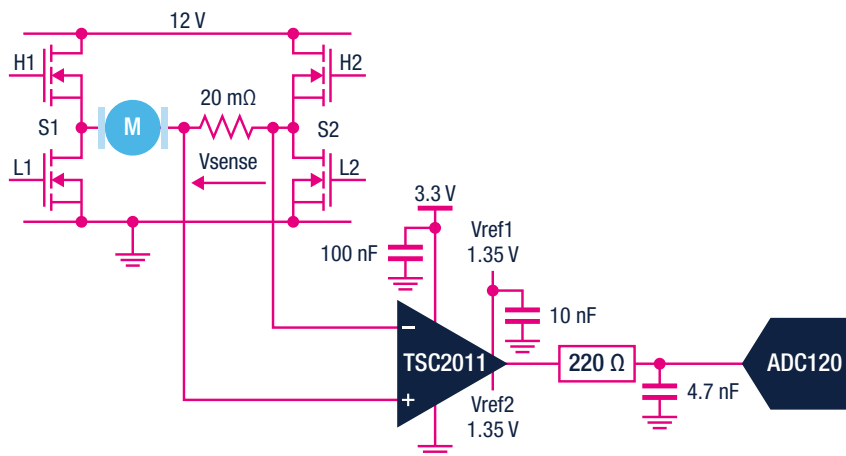 12 V
H1
H2
20 mΩ
S1
M
S2
Vsense
L1
L2
3.3 V
Vref1
1.35 V
100 nF
10 nF
−
TSC2011
220 Ω
ADC120
+
4.7 nF
Vref2
1.35 V